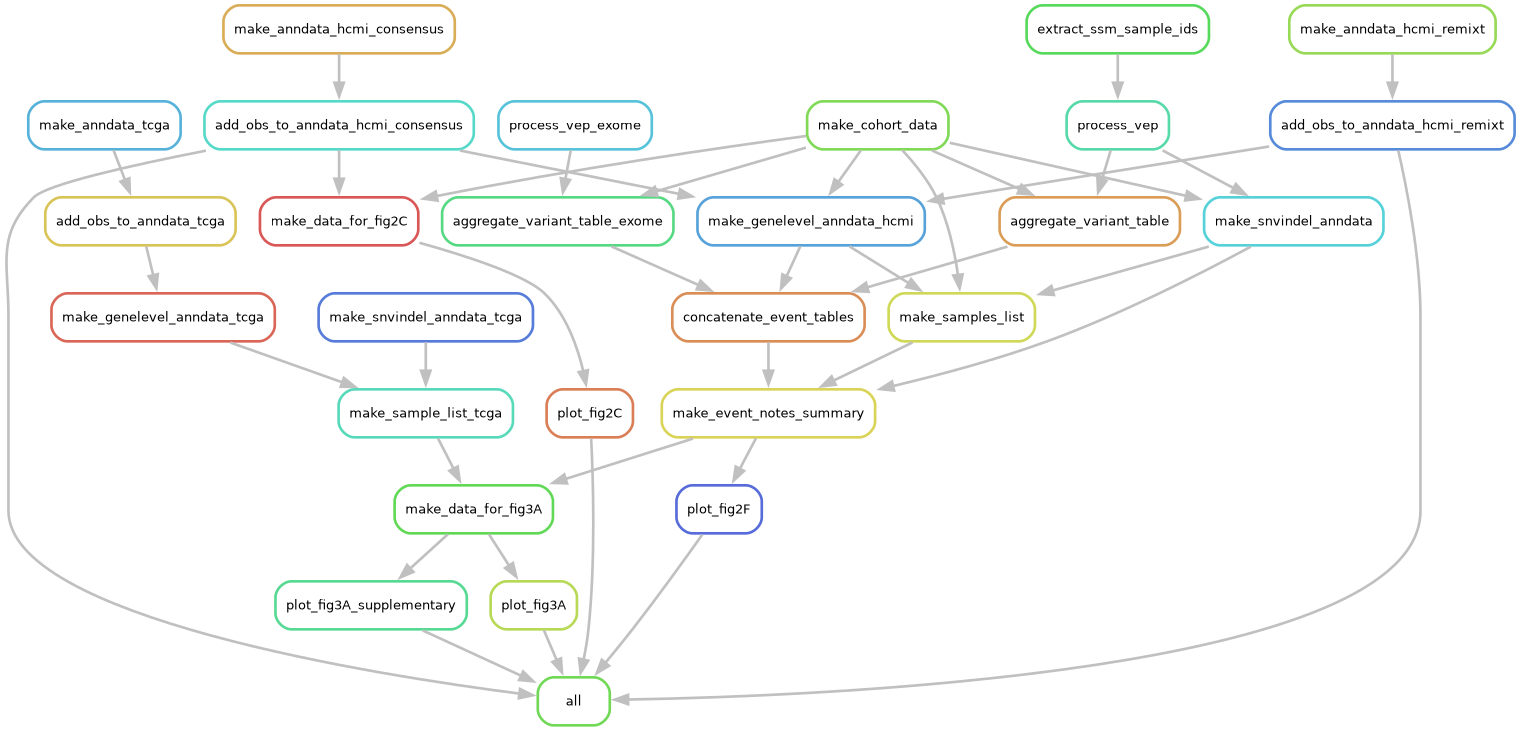 make_anndata_hcmi_consensus
extract_ssm_sample_ids
make_anndata_hcmi_remixt
make_anndata_tcga
add_obs_to_anndata_hcmi_consensus
process_vep_exome
make_cohort_data
process_vep
add_obs_to_anndata_hcmi_remixt
add_obs_to_anndata_tcga
make_data_for_fig2C
aggregate_variant_table_exome
make_genelevel_anndata_hcmi
aggregate_variant_table
make_snvindel_anndata
make_genelevel_anndata_tcga
make_snvindel_anndata_tcga
concatenate_event_tables
make_samples_list
make_sample_list_tcga
plot_fig2C
make_event_notes_summary
make_data_for_fig3A
plot_fig2F
plot_fig3A_supplementary
plot_fig3A
all